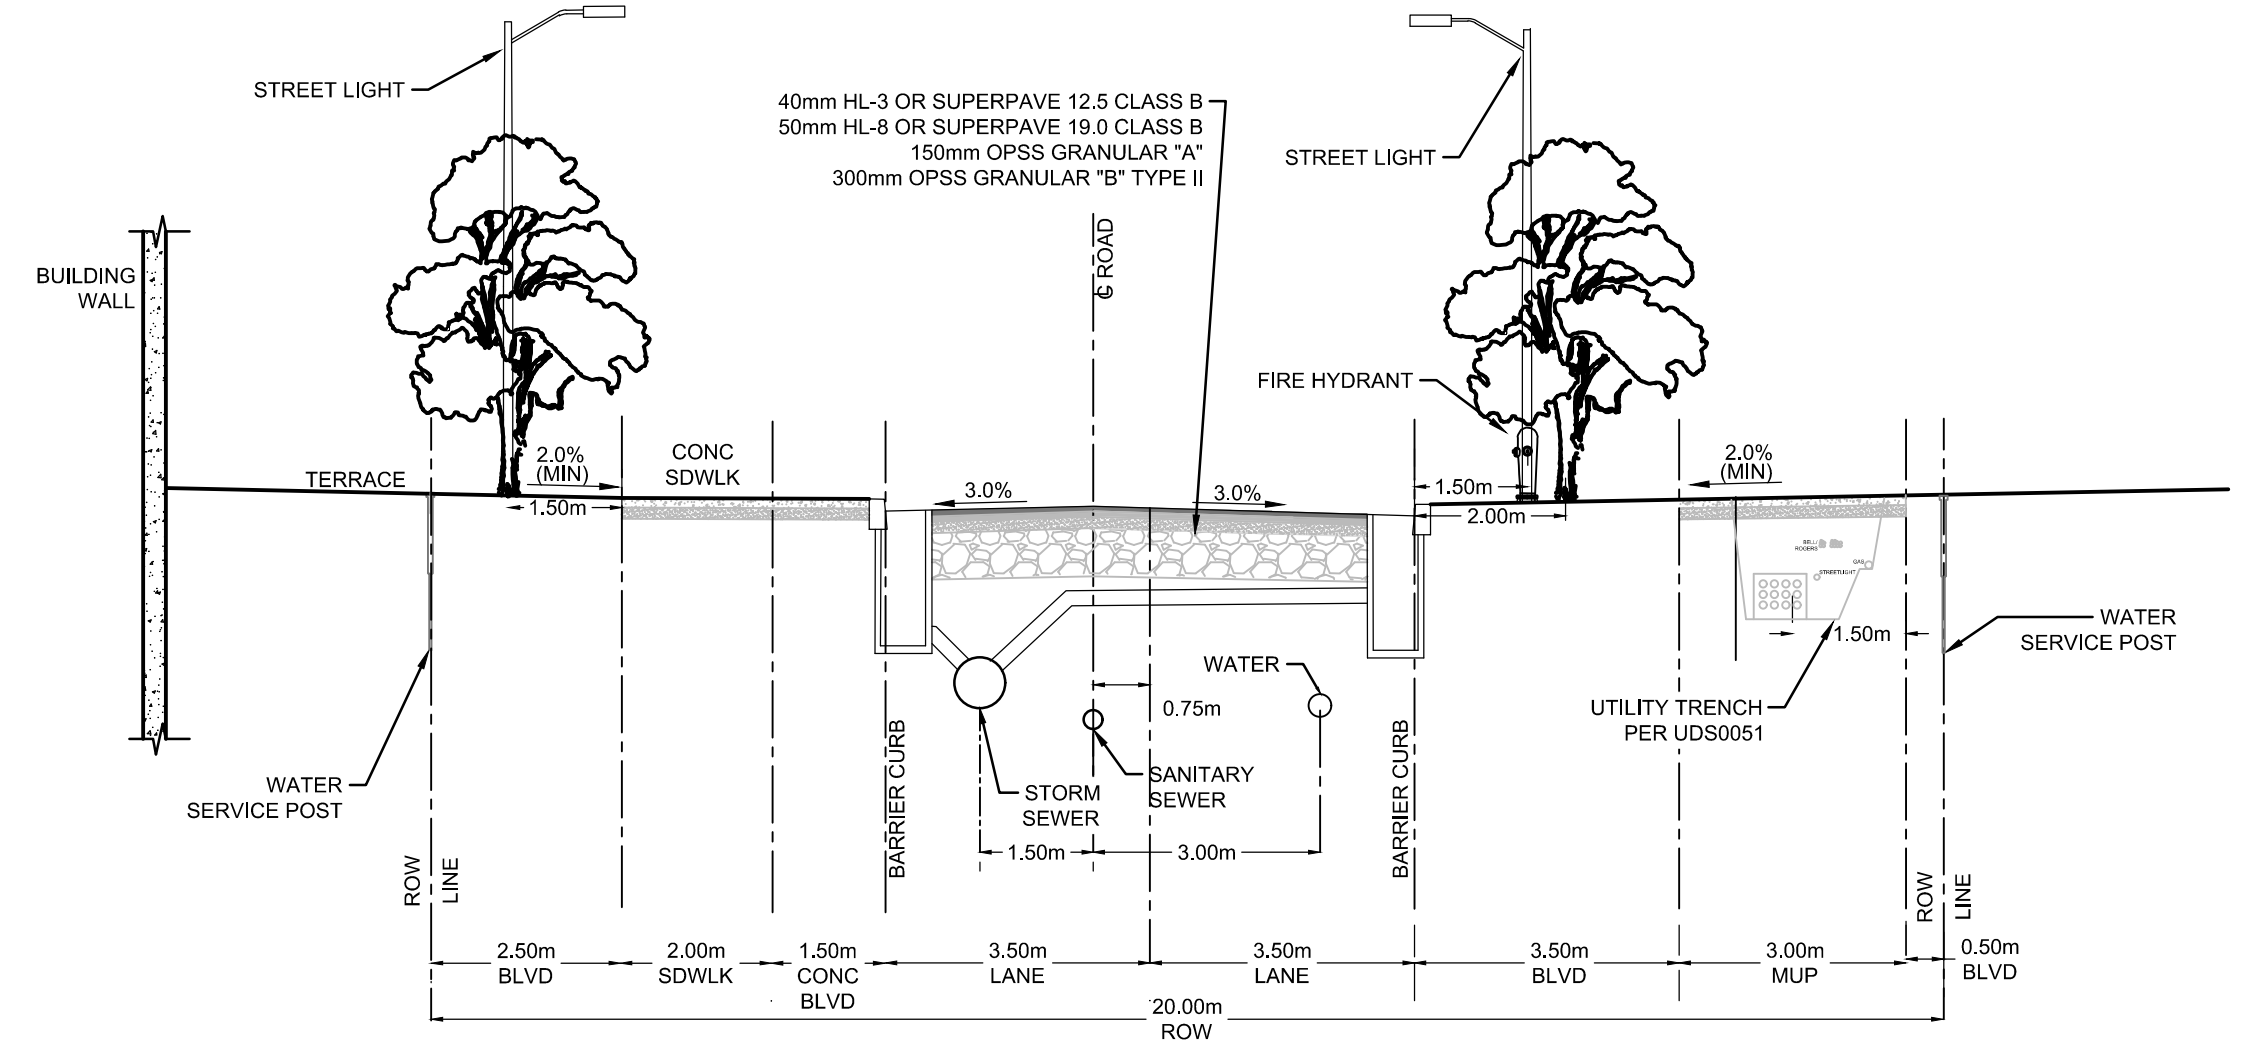 STREET LIGHT
40mm HL-3 OR SUPERPAVE 12.5 CLASS B
50mm HL-8 OR SUPERPAVE 19.0 CLASS B
150mm OPSS GRANULAR "A"
300mm OPSS GRANULAR "B" TYPE II
STREET LIGHT
BUILDING
WALL
℄ ROAD
FIRE HYDRANT
TERRACE
2.0%
(MIN)
1.50m
CONC
SDWLK
3.0%
3.0%
1.50m
2.00m
2.0%
(MIN)
BELL/
ROGERS
GAS
STREETLIGHT
1.50m
WATER
SERVICE POST
WATER
0.75m
UTILITY TRENCH
PER UDS0051
WATER
SERVICE POST
STORM
SEWER
SANITARY
SEWER
BARRIER CURB
BARRIER CURB
1.50m
3.00m
ROW
LINE
ROW
LINE
2.50m
BLVD
2.00m
SDWLK
1.50m
CONC
BLVD
3.50m
LANE
3.50m
LANE
3.50m
BLVD
3.00m
MUP
0.50m
BLVD
20.00m
ROW